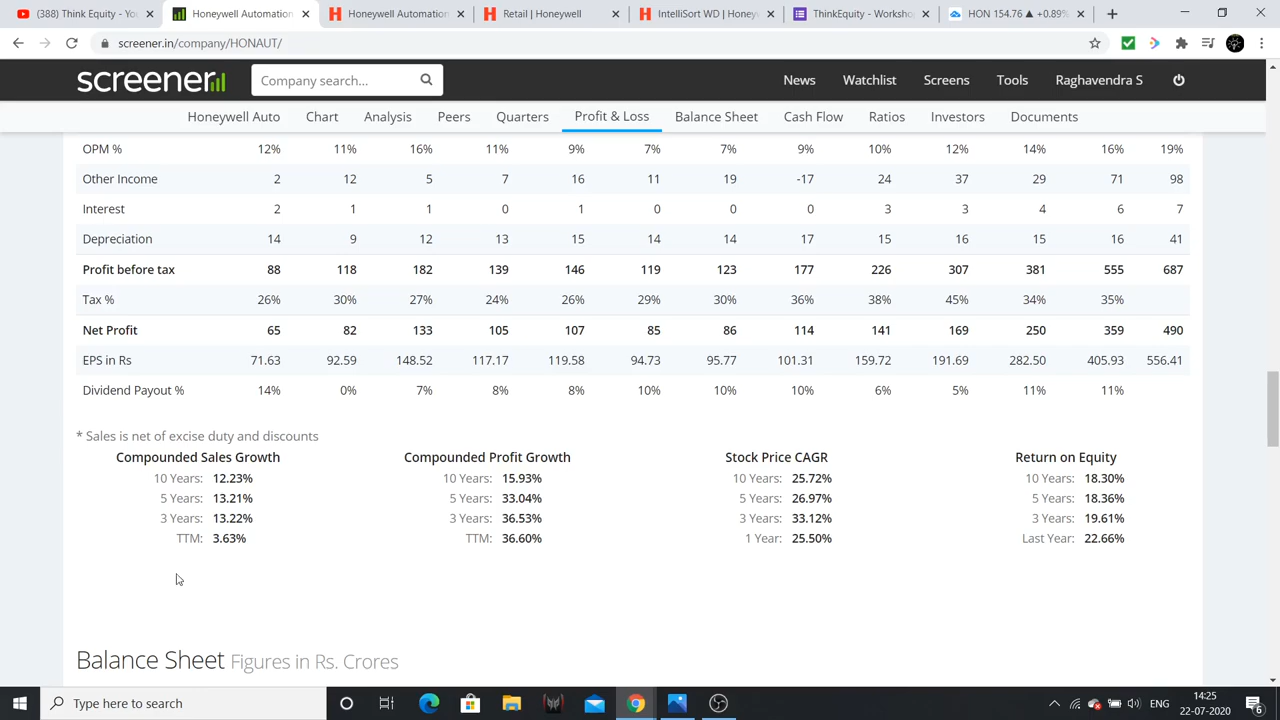 (388) Think Equity - You
Honeywell Automation
Honeywell Automation
Retail | Honeywell
IntelliSort WD | Honeyw
ThinkEquity - Workshop
HON 154.76 ▲ +0.89%
screener.in/company/HONAUT/
screener
Company search...
News Watchlist Screens Tools Raghavendra S
Honeywell Auto Chart Analysis Peers Quarters Profit & Loss Balance Sheet Cash Flow Ratios Investors Documents
OPM % 12% 11% 16% 11% 9% 7% 7% 9% 10% 12% 14% 16% 19%
Other Income 2 12 5 7 16 11 19 -17 24 37 29 71 98
Interest 2 1 1 0 1 0 0 0 3 3 4 6 7
Depreciation 14 9 12 13 15 14 14 17 15 16 15 16 41
Profit before tax 88 118 182 139 146 119 123 177 226 307 381 555 687
Tax % 26% 30% 27% 24% 26% 29% 30% 36% 38% 45% 34% 35%
Net Profit 65 82 133 105 107 85 86 114 141 169 250 359 490
EPS in Rs 71.63 92.59 148.52 117.17 119.58 94.73 95.77 101.31 159.72 191.69 282.50 405.93 556.41
Dividend Payout % 14% 0% 7% 8% 8% 10% 10% 10% 6% 5% 11% 11%
* Sales is net of excise duty and discounts
Compounded Sales Growth Compounded Profit Growth Stock Price CAGR Return on Equity
10 Years: 12.23% 10 Years: 15.93% 10 Years: 25.72% 10 Years: 18.30%
5 Years: 13.21% 5 Years: 33.04% 5 Years: 26.97% 5 Years: 18.36%
3 Years: 13.22% 3 Years: 36.53% 3 Years: 33.12% 3 Years: 19.61%
TTM: 3.63% TTM: 36.60% 1 Year: 25.50% Last Year: 22.66%
Balance Sheet Figures in Rs. Crores
Type here to search
ENG
14:25
22-07-2020
6